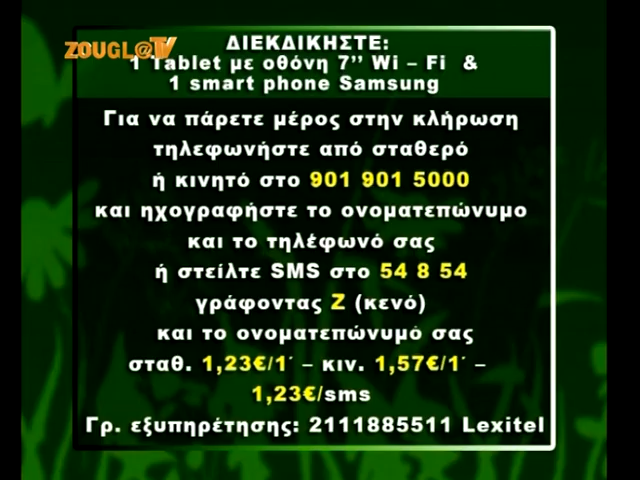 ZOUGL@TV
ΔΙΕΚΔΙΚΗΣΤΕ:
1 Tablet με οθόνη 7’’ Wi – Fi &
1 smart phone Samsung
Για να πάρετε μέρος στην κλήρωση
τηλεφωνήστε από σταθερό
ή κινητό στο 901 901 5000
και ηχογραφήστε το ονοματεπώνυμο
και το τηλέφωνό σας
ή στείλτε SMS στο 54 8 54
γράφοντας Ζ (κενό)
και το ονοματεπώνυμό σας
σταθ. 1,23€/1΄ – κιν. 1,57€/1΄ –
1,23€/sms
Γρ. εξυπηρέτησης: 2111885511 Lexitel